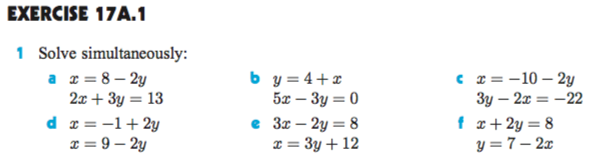 EXERCISE 17A.1
1 Solve simultaneously:
a x = 8 – 2y b y = 4 + x c x = –10 – 2y
2x + 3y = 13 5x – 3y = 0 3y – 2x = –22
d x = –1 + 2y e 3x – 2y = 8 f x + 2y = 8
x = 9 – 2y x = 3y + 12 y = 7 – 2x